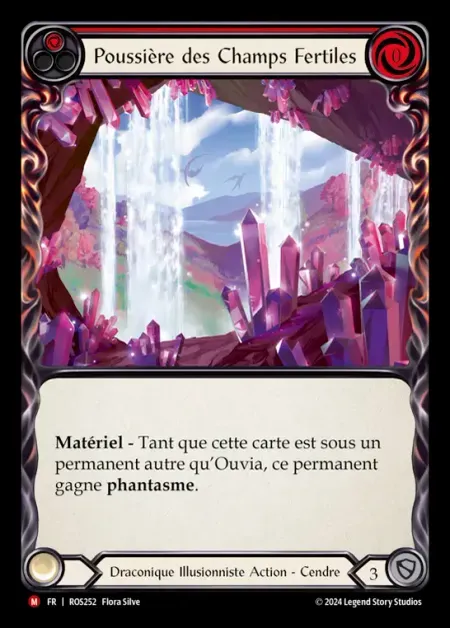 Poussière des Champs Fertiles
0
Matériel - Tant que cette carte est sous un
permanent autre qu'Ouvia, ce permanent
gagne phantasme.
Draconique Illusionniste Action - Cendre
3
M FR | ROS252 Flora Silve
© 2024 Legend Story Studios